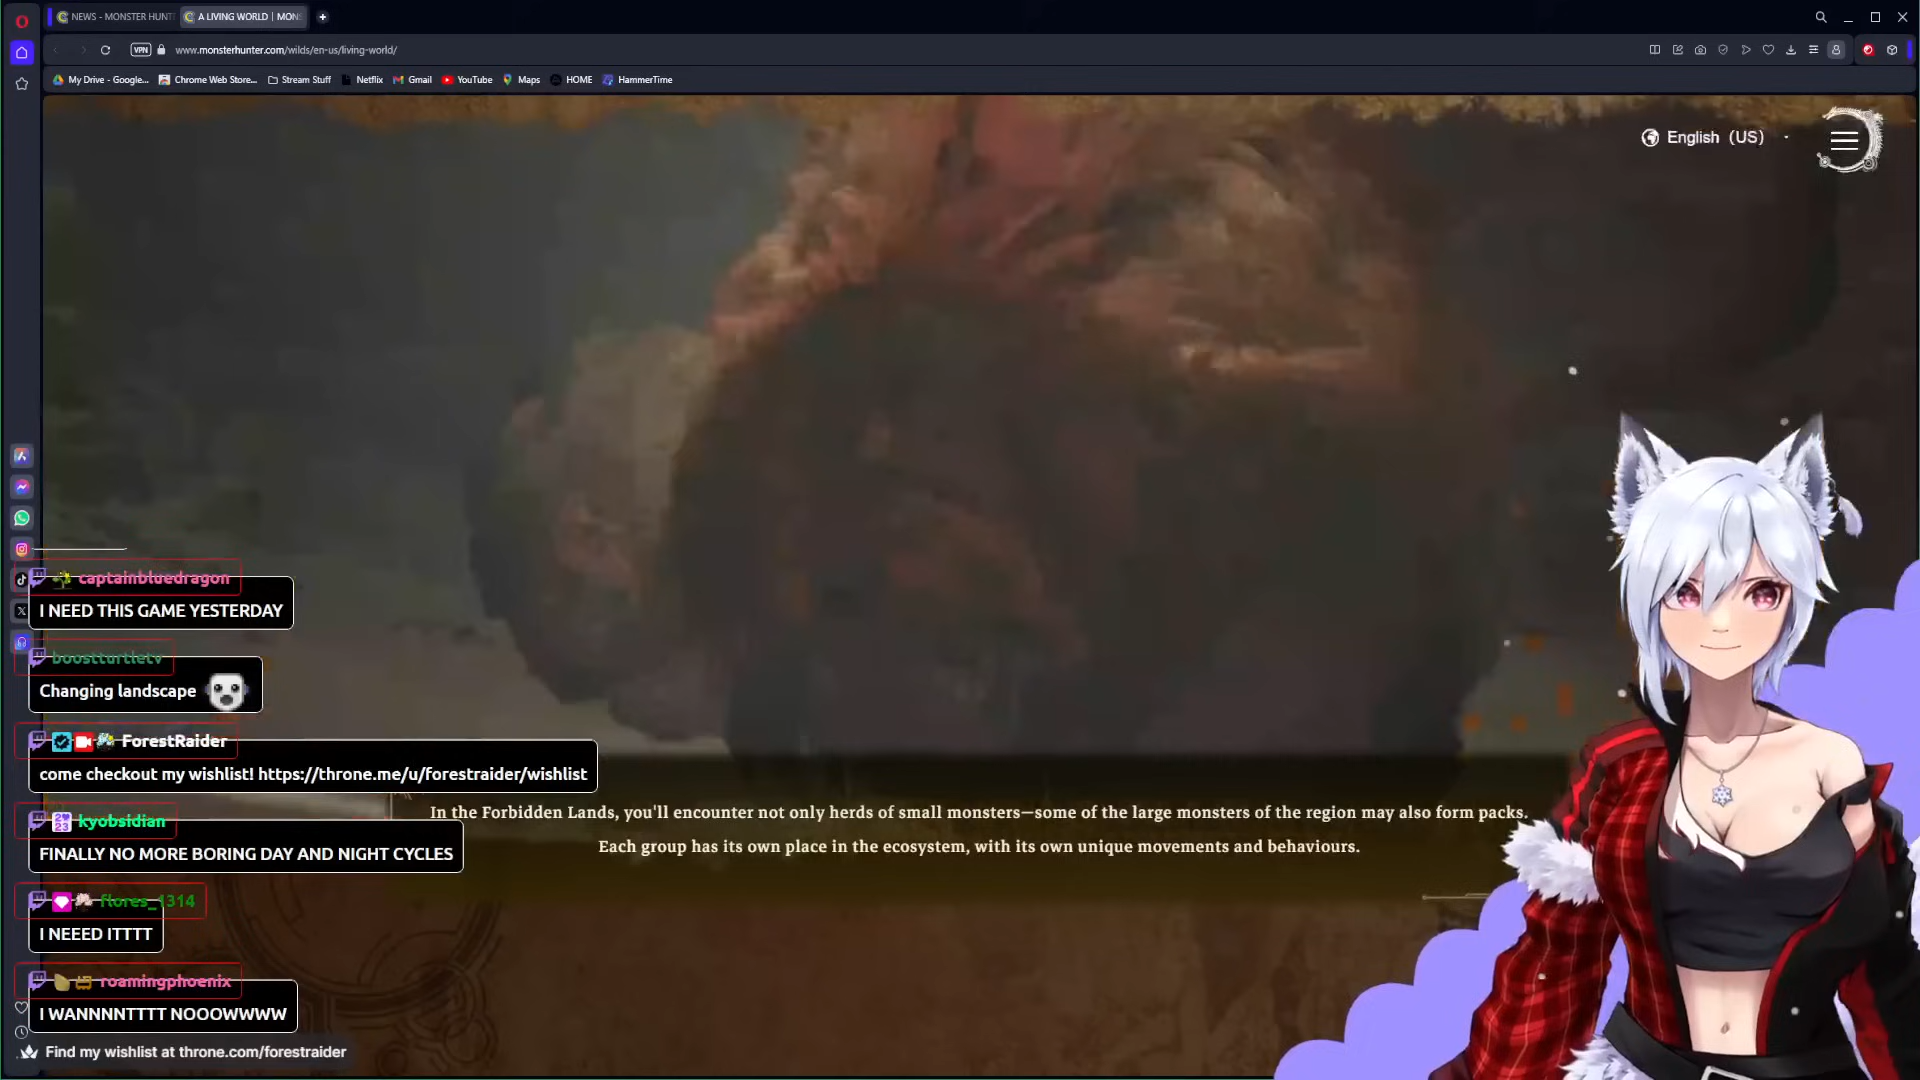 NEWS - MONSTER HUNT
A LIVING WORLD | MON
VPN
www.monsterhunter.com/wilds/en-us/living-world/
My Drive - Google...
Chrome Web Store...
Stream Stuff
Netflix
Gmail
YouTube
Maps
HOME
HammerTime
English (US)
captainbluedragon
I NEED THIS GAME YESTERDAY
boostturtletv
Changing landscape
ForestRaider
come checkout my wishlist! https://throne.me/u/forestraider/wishlist
kyobsidian
FINALLY NO MORE BORING DAY AND NIGHT CYCLES
flores_1314
I NEEED ITTTT
roamingphoenix
I WANNNNTTTT NOOOWWWW
Find my wishlist at throne.com/forestraider
In the Forbidden Lands, you'll encounter not only herds of small monsters—some of the large monsters of the region may also form packs.
Each group has its own place in the ecosystem, with its own unique movements and behaviours.